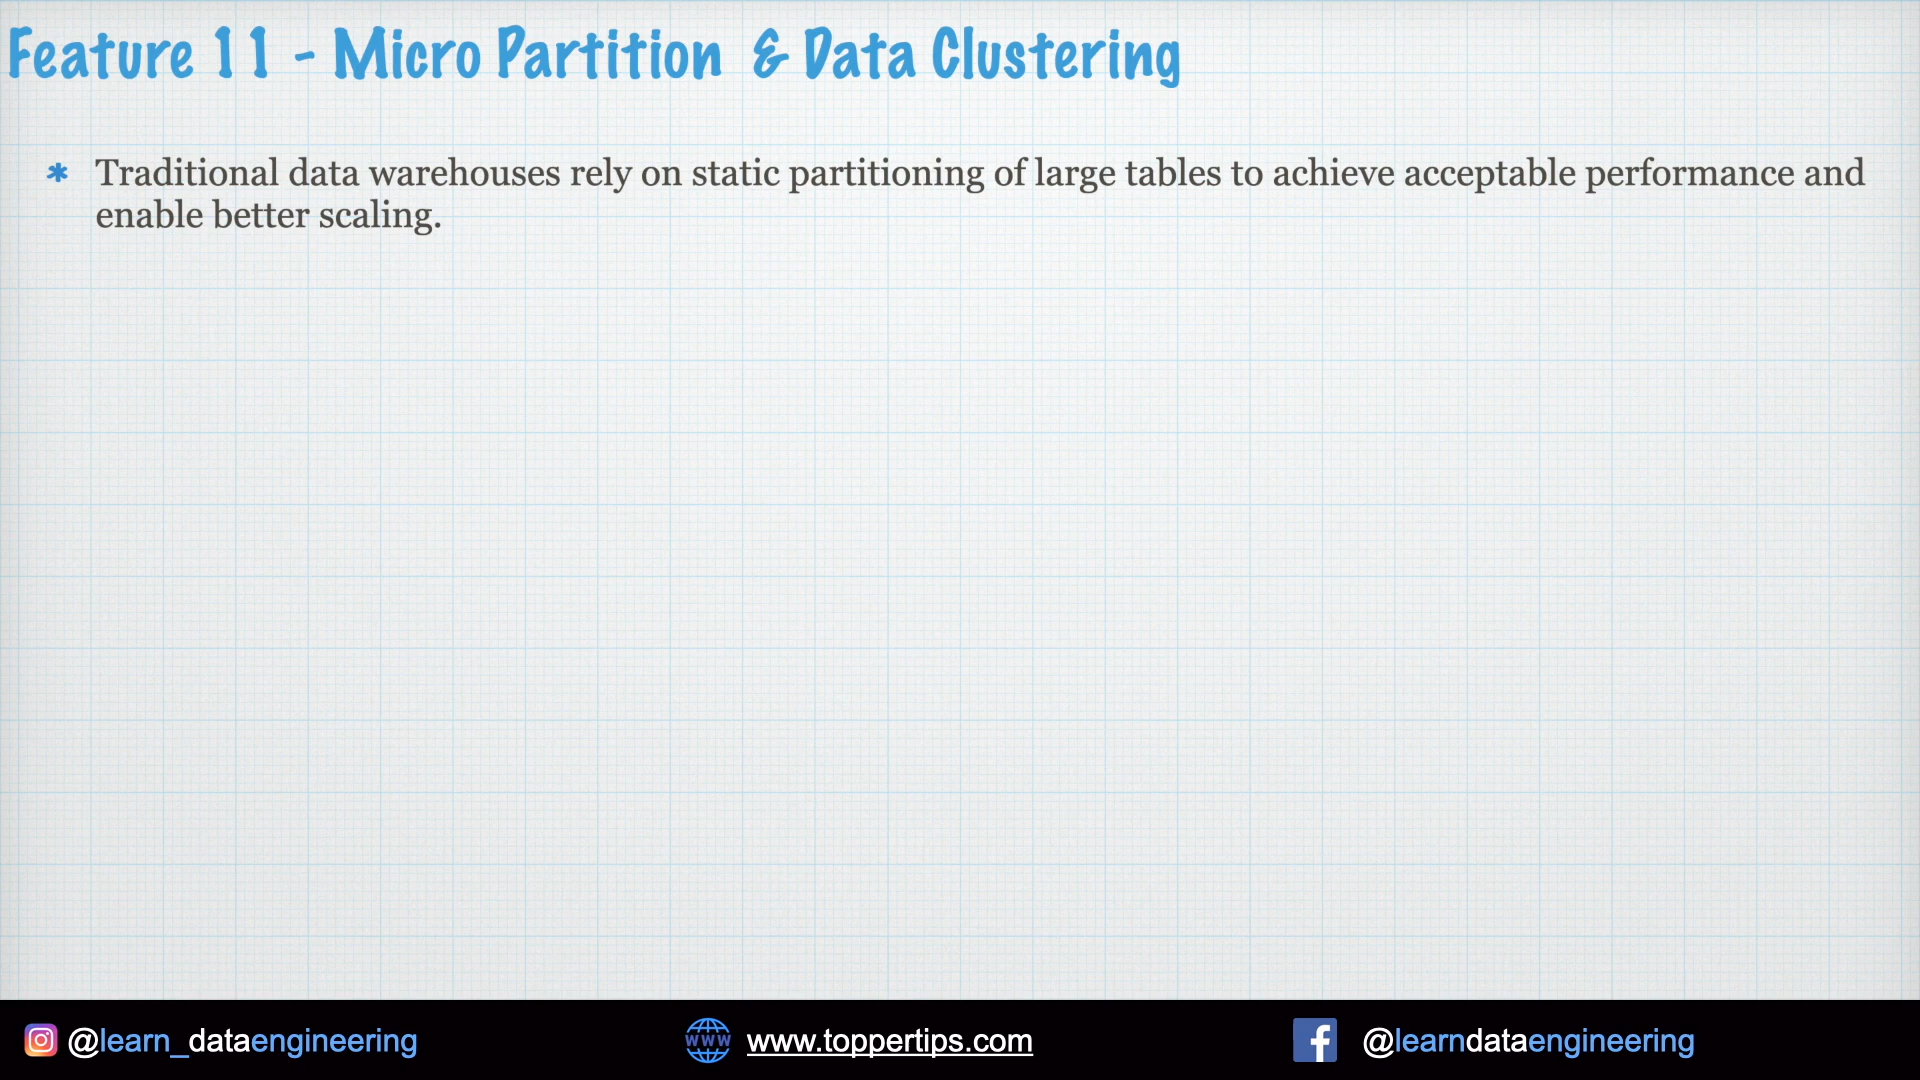 Feature 11 - Micro Partition & Data Clustering
* Traditional data warehouses rely on static partitioning of large tables to achieve acceptable performance and
enable better scaling.
@learn_dataengineering
www
www.toppertips.com
@learndataengineering